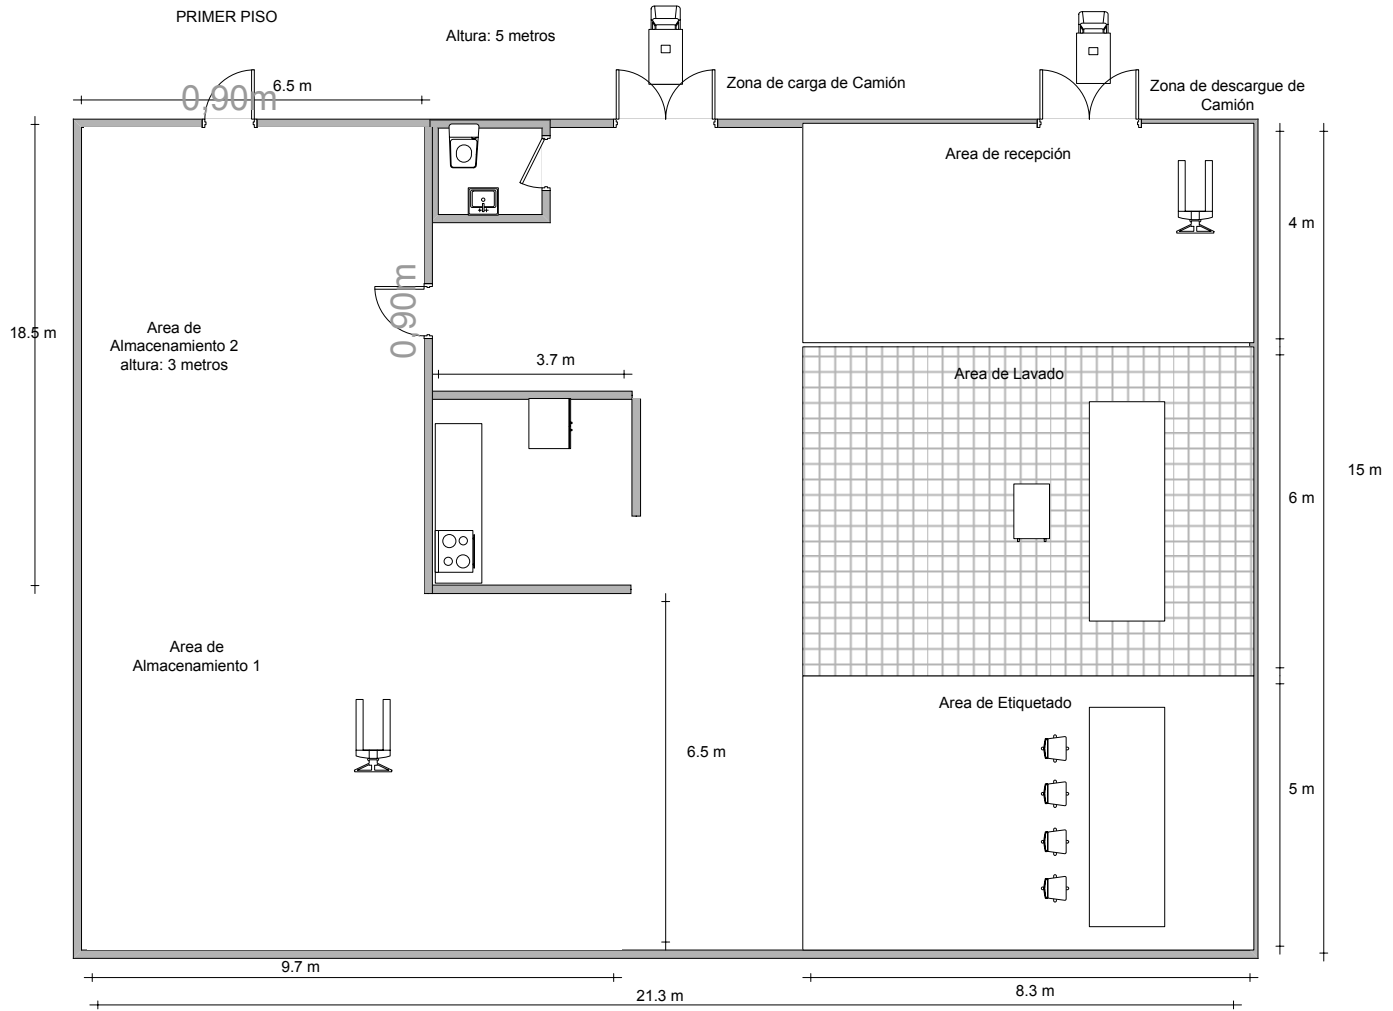 PRIMER PISO
Altura: 5 metros
6.5 m
0,90m
Zona de carga de Camión
Zona de descargue de
Camión
Area de recepción
4 m
0,90m
18.5 m
Area de
Almacenamiento 2
altura: 3 metros
3.7 m
Area de Lavado
15 m
6 m
Area de
Almacenamiento 1
Area de Etiquetado
6.5 m
5 m
9.7 m
21.3 m
8.3 m